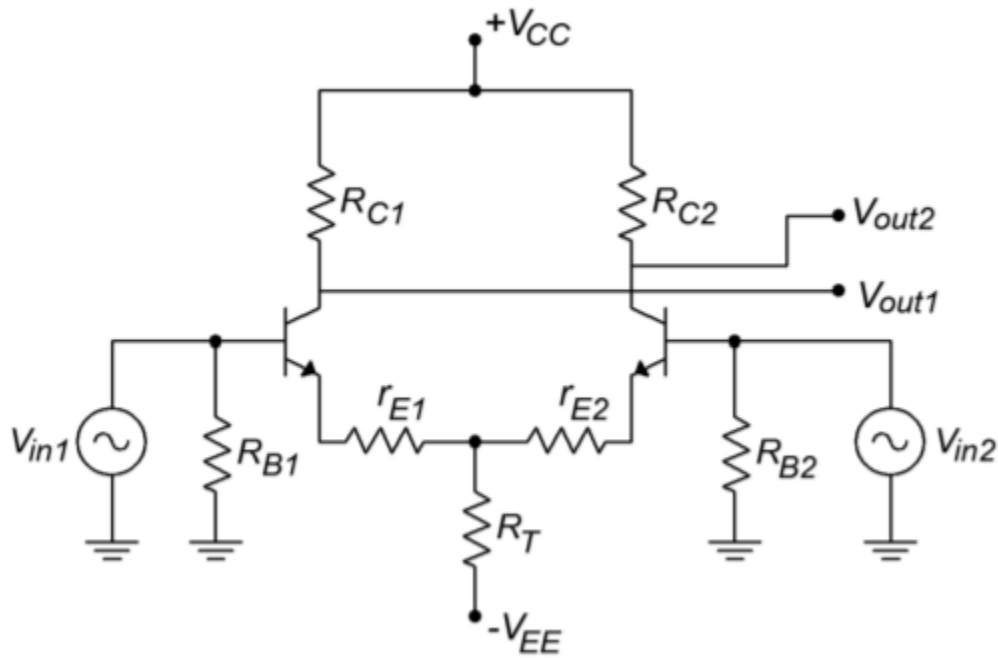 +VCC
RC1
RC2
Vout2
Vout1
rE1
rE2
Vin1
RB1
RB2
Vin2
RT
-VEE